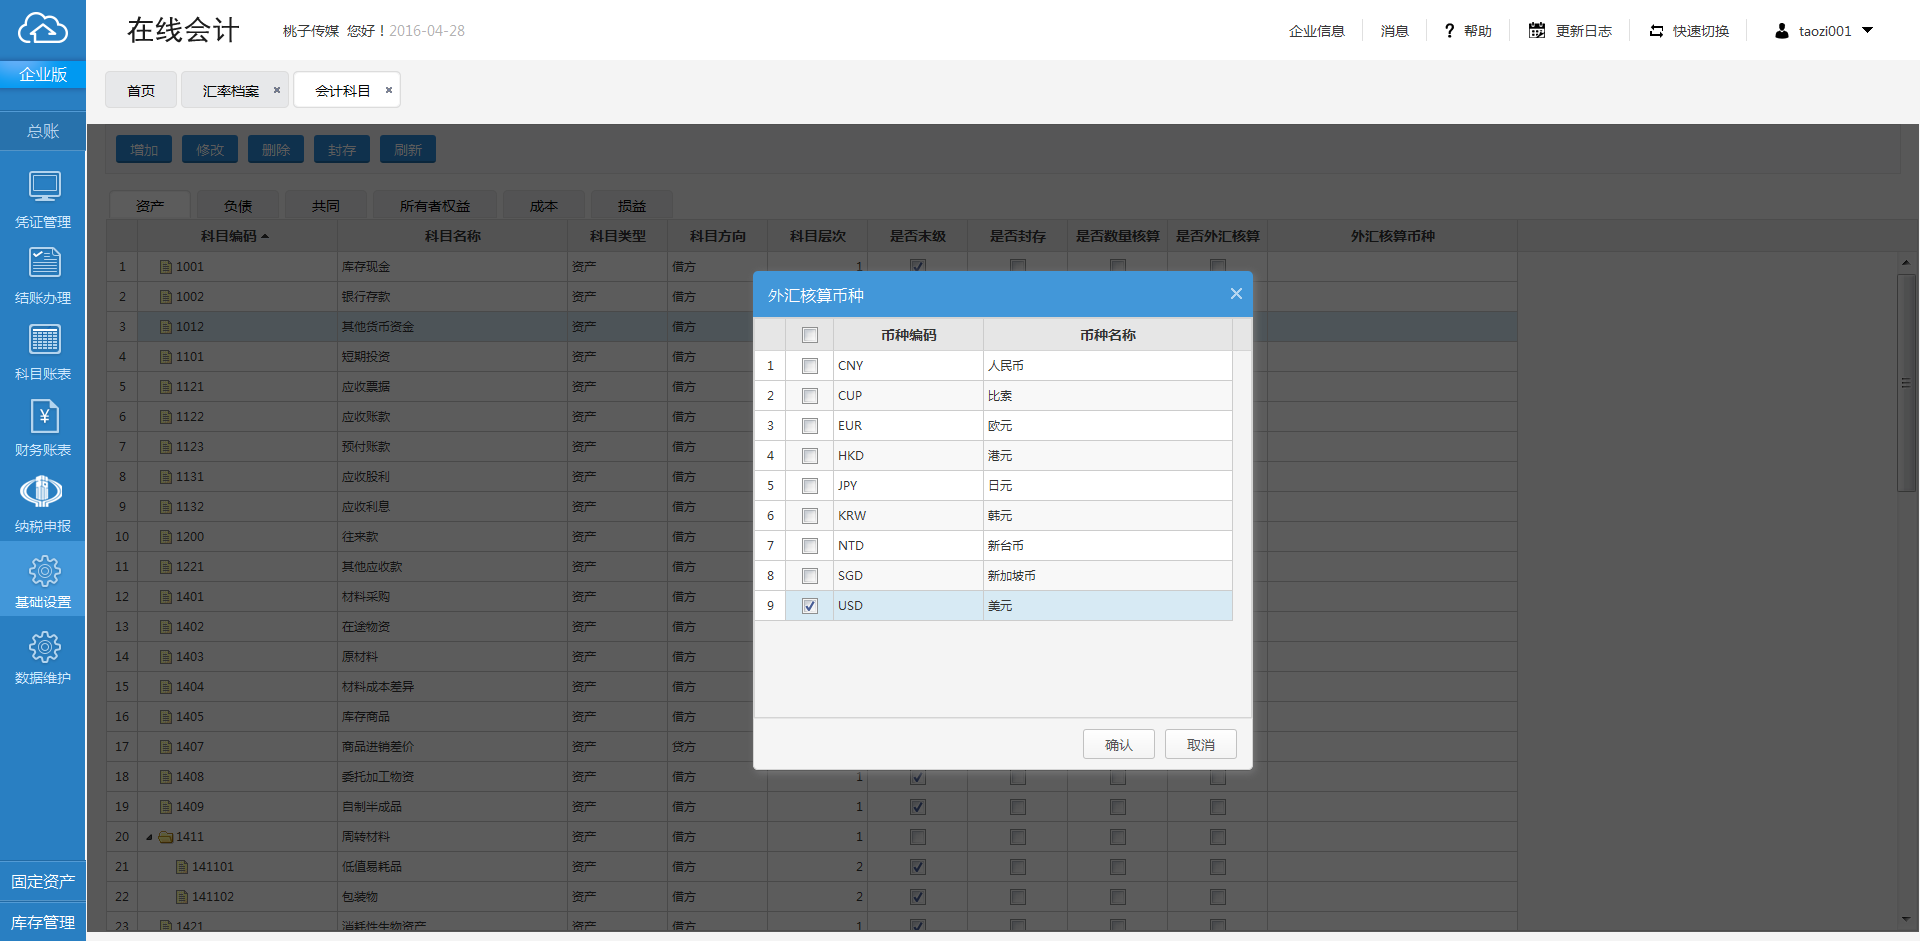 在线会计
桃子传媒 您好！2016-04-28
企业信息 消息 ? 帮助 更新日志 快速切换 taozi001
企业版
首页 汇率档案 × 会计科目 ×
总账
凭证管理
结账办理
科目账表
¥
财务账表
纳税申报
基础设置
数据维护
固定资产
库存管理
增加 修改 删除 封存 刷新
资产 负债 共同 所有者权益 成本 损益
科目编码 科目名称 科目类型 科目方向 科目层次 是否末级 是否封存 是否数量核算 是否外汇核算 外汇核算币种
1 1001 库存现金 资产 借方 1
2 1002 银行存款 资产 借方
3 1012 其他货币资金 资产 借方
4 1101 短期投资 资产 借方
5 1121 应收票据 资产 借方
6 1122 应收账款 资产 借方
7 1123 预付账款 资产 借方
8 1131 应收股利 资产 借方
9 1132 应收利息 资产 借方
10 1200 往来款 资产 借方
11 1221 其他应收款 资产 借方
12 1401 材料采购 资产 借方
13 1402 在途物资 资产 借方
14 1403 原材料 资产 借方
15 1404 材料成本差异 资产 借方
16 1405 库存商品 资产 借方
17 1407 商品进销差价 资产 贷方
18 1408 委托加工物资 资产 借方 1
19 1409 自制半成品 资产 借方 1
20 1411 周转材料 资产 借方 1
21 141101 低值易耗品 资产 借方 2
22 141102 包装物 资产 借方 2
23 1421 消耗性生物资产 资产 借方 1
外汇核算币种 ×
币种编码 币种名称
1 CNY 人民币
2 CUP 比索
3 EUR 欧元
4 HKD 港元
5 JPY 日元
6 KRW 韩元
7 NTD 新台币
8 SGD 新加坡币
9 USD 美元
确认 取消